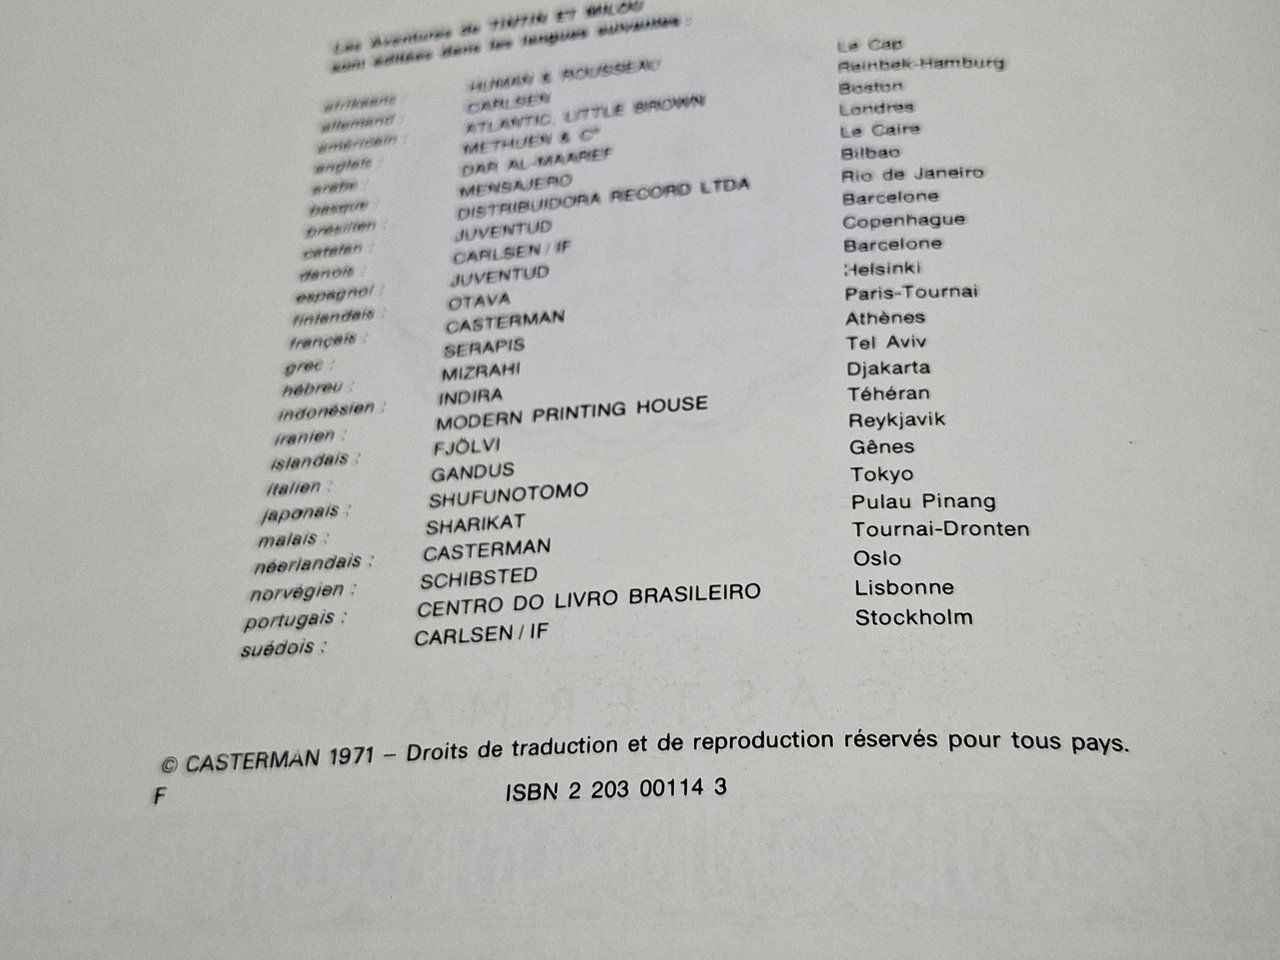 Les Aventures de TINTIN ET MILOU
sont éditées dans les langues suivantes :
afrikaans : HUMAN & ROUSSEAU Le Cap
allemand : CARLSEN Reinbek-Hamburg
américain : ATLANTIC, LITTLE BROWN Boston
anglais : METHUEN & C° Londres
arabe : DAR AL-MAAREF Le Caire
basque : MENSAJERO Bilbao
brésilien : DISTRIBUIDORA RECORD LTDA Rio de Janeiro
catalan : JUVENTUD Barcelone
danois : CARLSEN / IF Copenhague
espagnol : JUVENTUD Barcelone
finlandais : OTAVA Helsinki
français : CASTERMAN Paris-Tournai
grec : SERAPIS Athènes
hébreu : MIZRAHI Tel Aviv
indonésien : INDIRA Djakarta
iranien : MODERN PRINTING HOUSE Téhéran
islandais : FJÖLVI Reykjavik
italien : GANDUS Gênes
japonais : SHUFUNOTOMO Tokyo
malais : SHARIKAT Pulau Pinang
néerlandais : CASTERMAN Tournai-Dronten
norvégien : SCHIBSTED Oslo
portugais : CENTRO DO LIVRO BRASILEIRO Lisbonne
suédois : CARLSEN / IF Stockholm
© CASTERMAN 1971 – Droits de traduction et de reproduction réservés pour tous pays.
F ISBN 2 203 00114 3